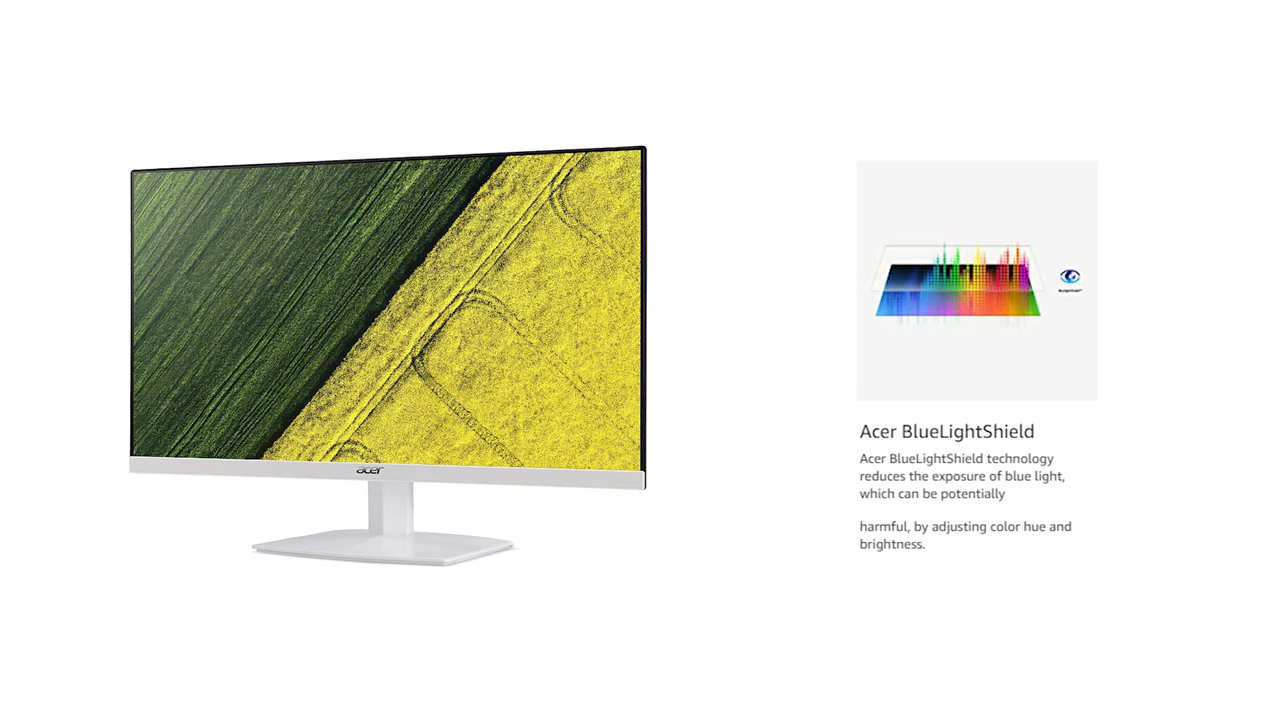 acer
Acer BlueLightShield
Acer BlueLightShield technology
reduces the exposure of blue light,
which can be potentially
harmful, by adjusting color hue and
brightness.